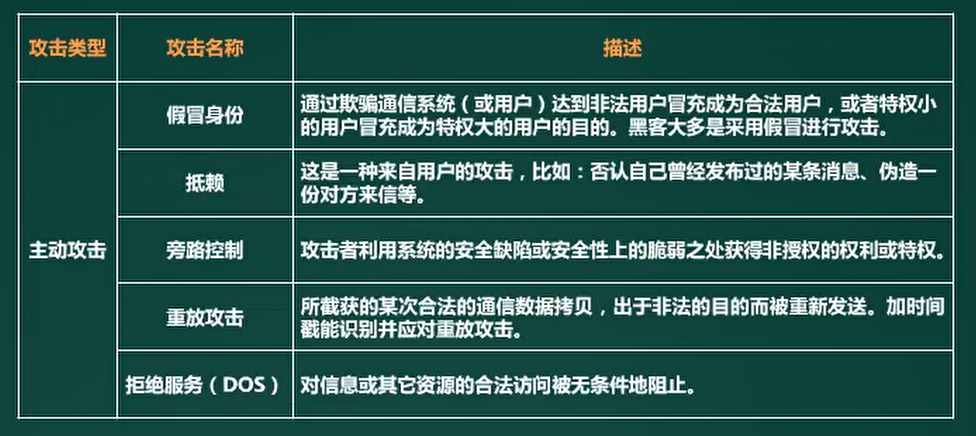 攻击类型 攻击名称 描述
假冒身份
通过欺骗通信系统（或用户）达到非法用户冒充成为合法用户，或者特权小
的用户冒充成为特权大的用户的目的。黑客大多是采用假冒进行攻击。
抵赖
这是一种来自用户的攻击，比如：否认自己曾经发布过的某条消息、伪造一
份对方来信等。
主动攻击
旁路控制
攻击者利用系统的安全缺陷或安全性上的脆弱之处获得非授权的权利或特权。
重放攻击
所截获的某次合法的通信数据拷贝，出于非法的目的而被重新发送。加时间
戳能识别并应对重放攻击。
拒绝服务（DOS）
对信息或其它资源的合法访问被无条件地阻止。